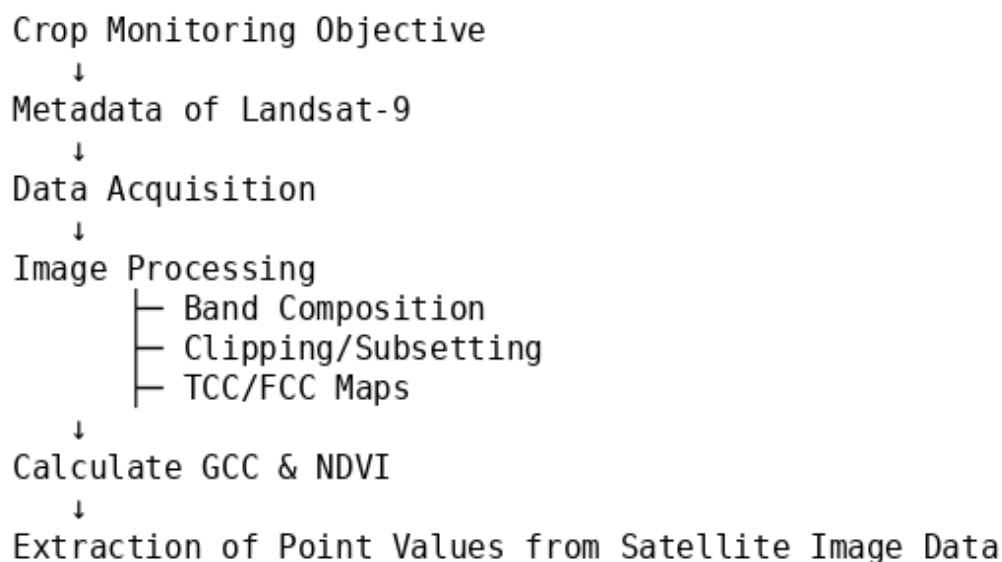 Crop Monitoring Objective
↓
Metadata of Landsat-9
↓
Data Acquisition
↓
Image Processing
├─ Band Composition
├─ Clipping/Subsetting
├─ TCC/FCC Maps
↓
Calculate GCC & NDVI
↓
Extraction of Point Values from Satellite Image Data